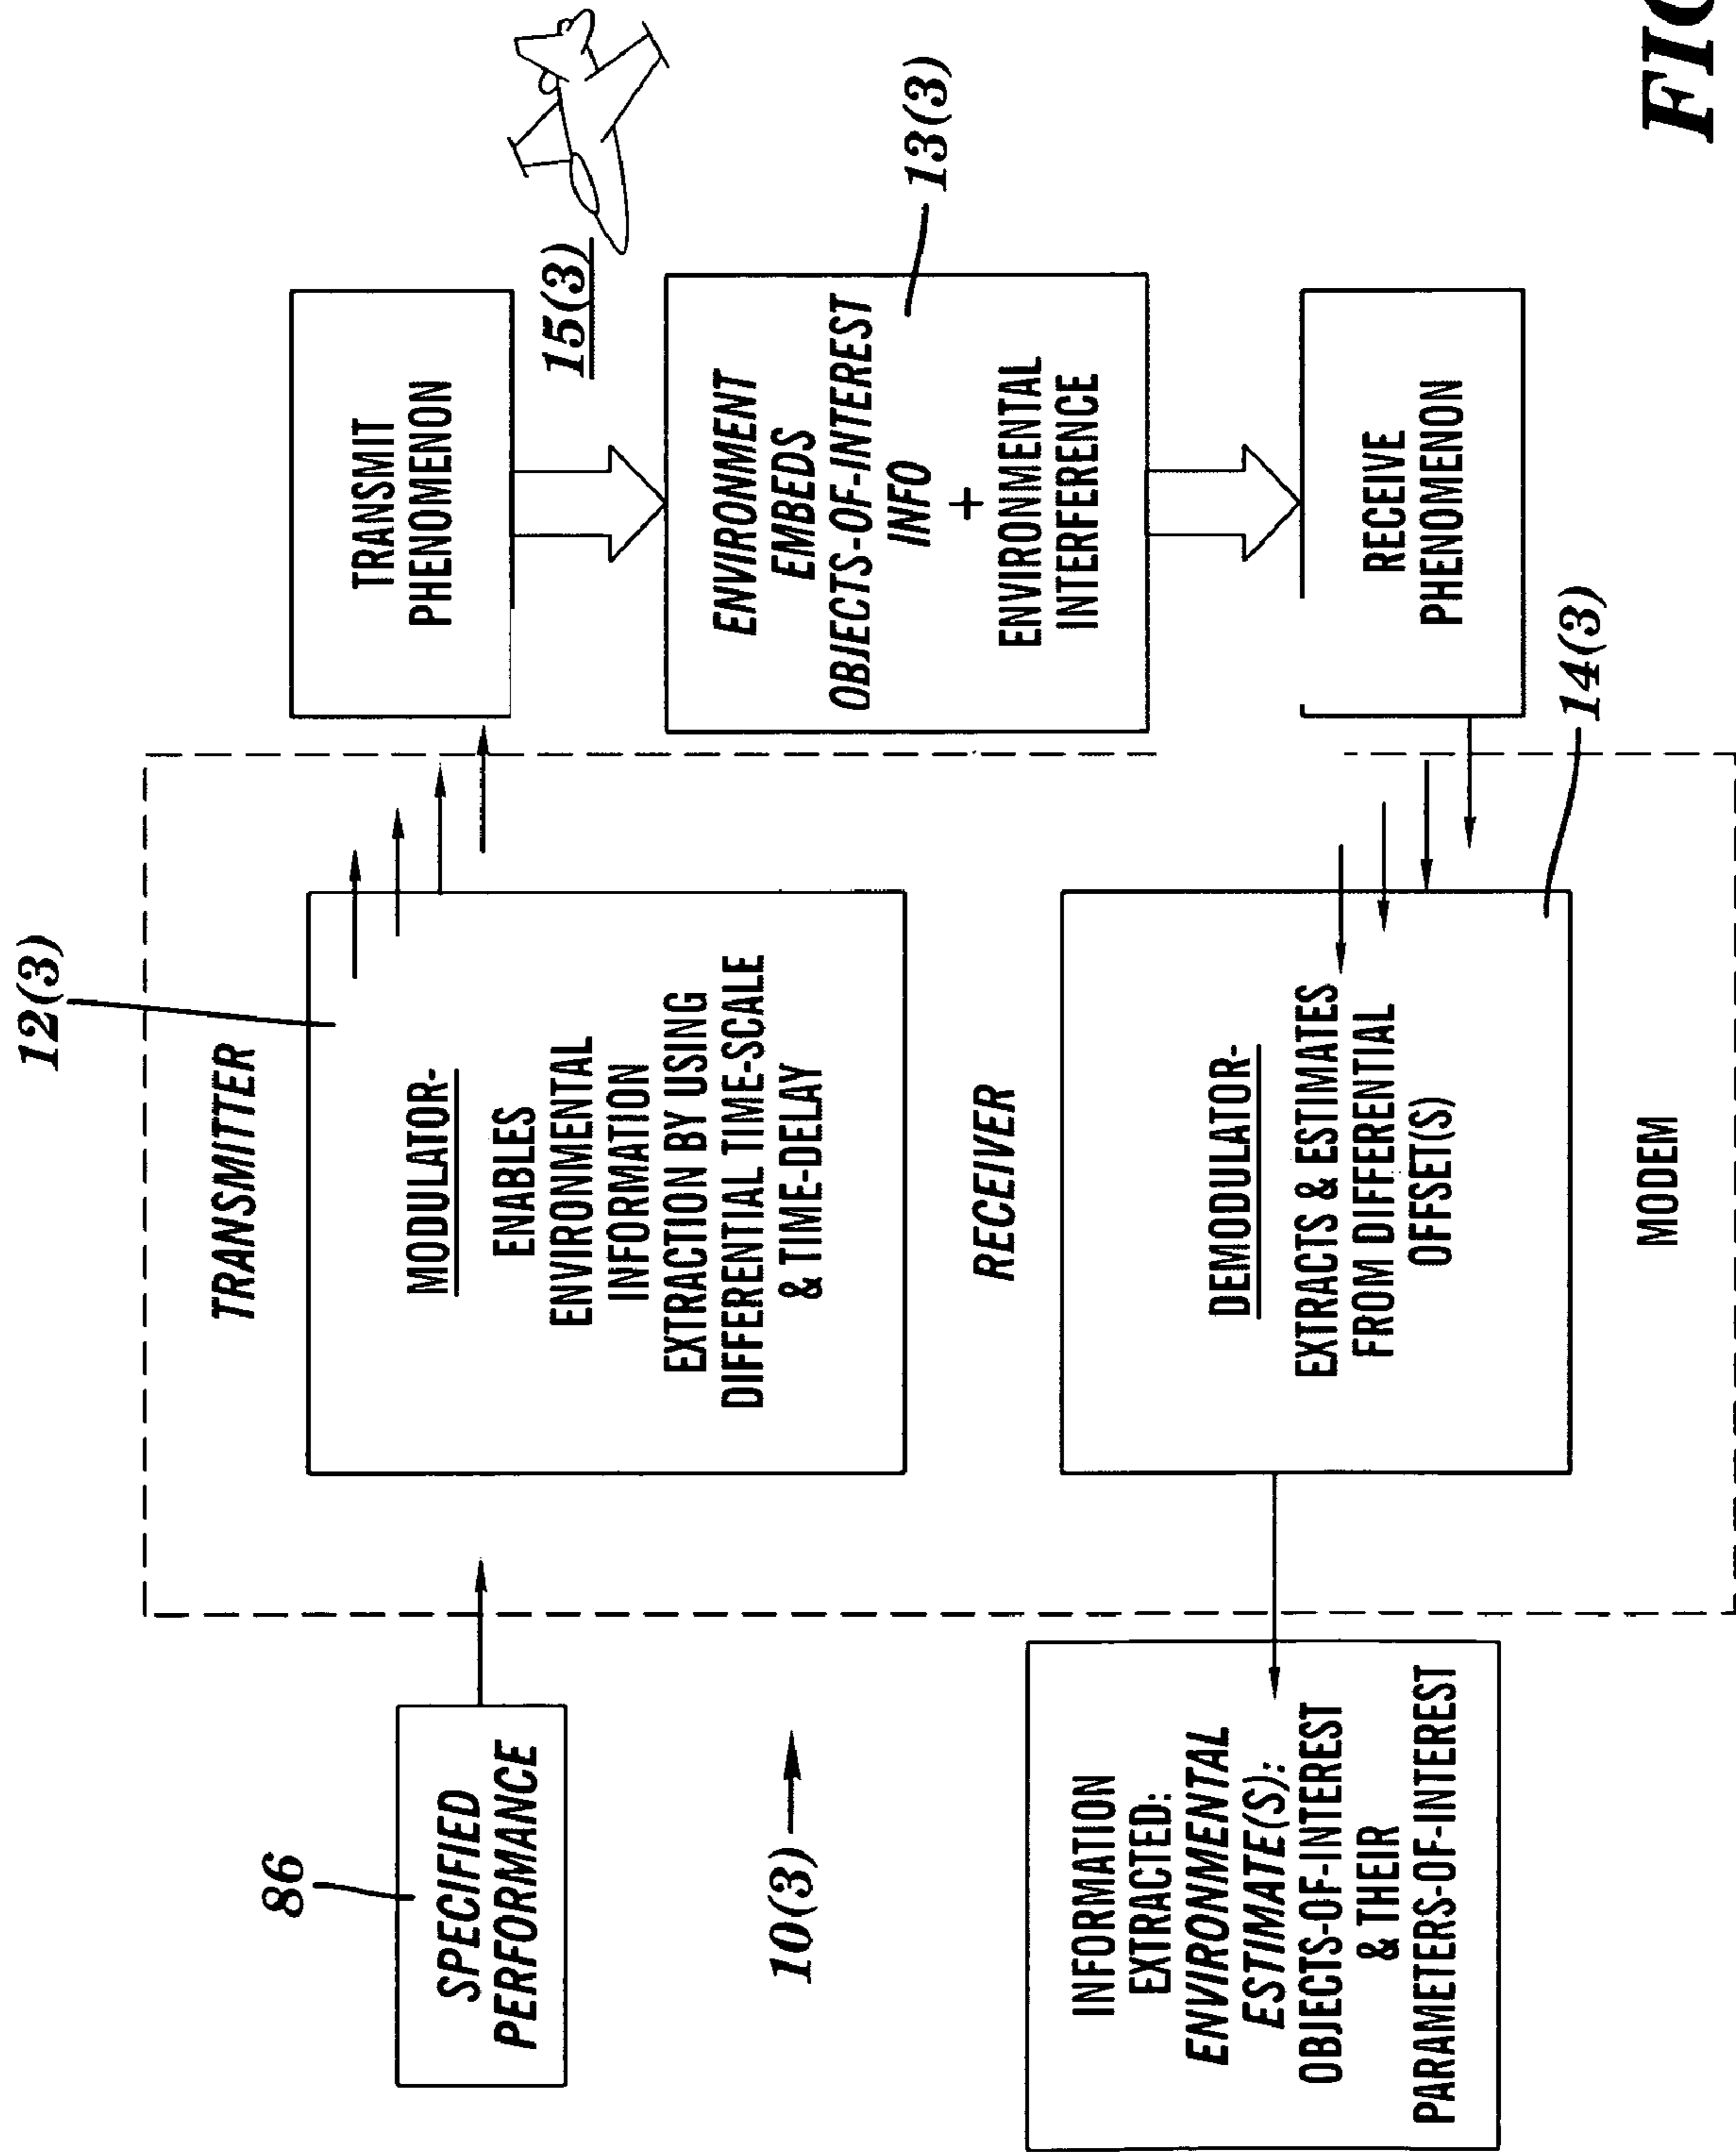 12(3)
TRANSMITTER
86
SPECIFIED
PERFORMANCE
MODULATOR-
ENABLES
ENVIRONMENTAL
INFORMATION
EXTRACTION BY USING
DIFFERENTIAL TIME-SCALE
& TIME-DELAY
TRANSMIT
PHENOMENON
15(3)
10(3)
ENVIRONMENT
EMBEDS
OBJECTS-OF-INTEREST
INFO
+
ENVIRONMENTAL
INTERFERENCE
13(3)
RECEIVER
INFORMATION
EXTRACTED:
ENVIRONMENTAL
ESTIMATE(S):
OBJECTS-OF-INTEREST
& THEIR
PARAMETERS-OF-INTEREST
DEMODULATOR-
EXTRACTS & ESTIMATES
FROM DIFFERENTIAL
OFFSET(S)
RECEIVE
PHENOMENON
14(3)
MODEM